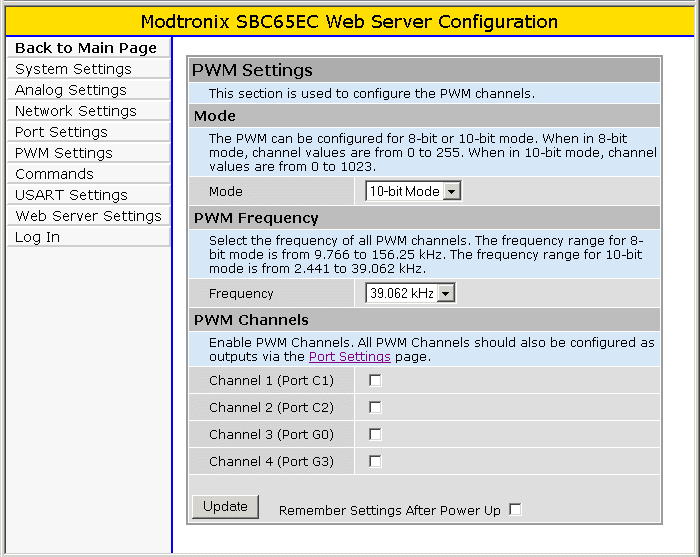 Modtronix SBC65EC Web Server Configuration
Back to Main Page
System Settings
Analog Settings
Network Settings
Port Settings
PWM Settings
Commands
USART Settings
Web Server Settings
Log In
PWM Settings
This section is used to configure the PWM channels.
Mode
The PWM can be configured for 8-bit or 10-bit mode. When in 8-bit
mode, channel values are from 0 to 255. When in 10-bit mode, channel
values are from 0 to 1023.
Mode 10-bit Mode
PWM Frequency
Select the frequency of all PWM channels. The frequency range for 8-
bit mode is from 9.766 to 156.25 kHz. The frequency range for 10-bit
mode is from 2.441 to 39.062 kHz.
Frequency 39.062 kHz
PWM Channels
Enable PWM Channels. All PWM Channels should also be configured as
outputs via the Port Settings page.
Channel 1 (Port C1)
Channel 2 (Port C2)
Channel 3 (Port G0)
Channel 4 (Port G3)
Update Remember Settings After Power Up